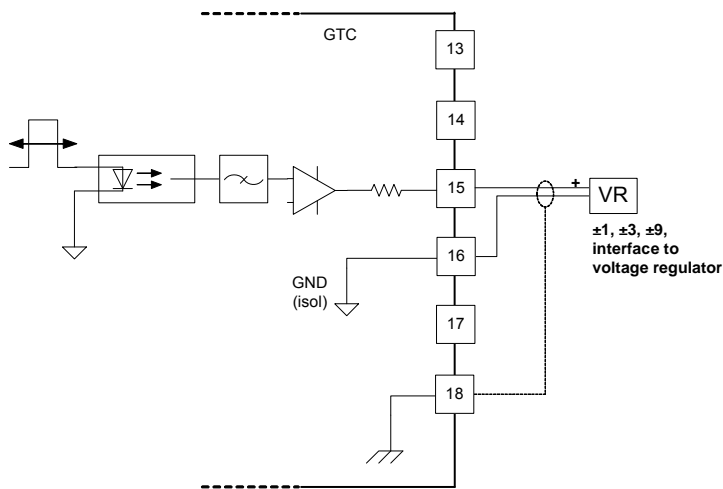 GTC
13
14
15
+
VR
±1, ±3, ±9,
interface to
voltage regulator
16
GND
(isol)
17
18